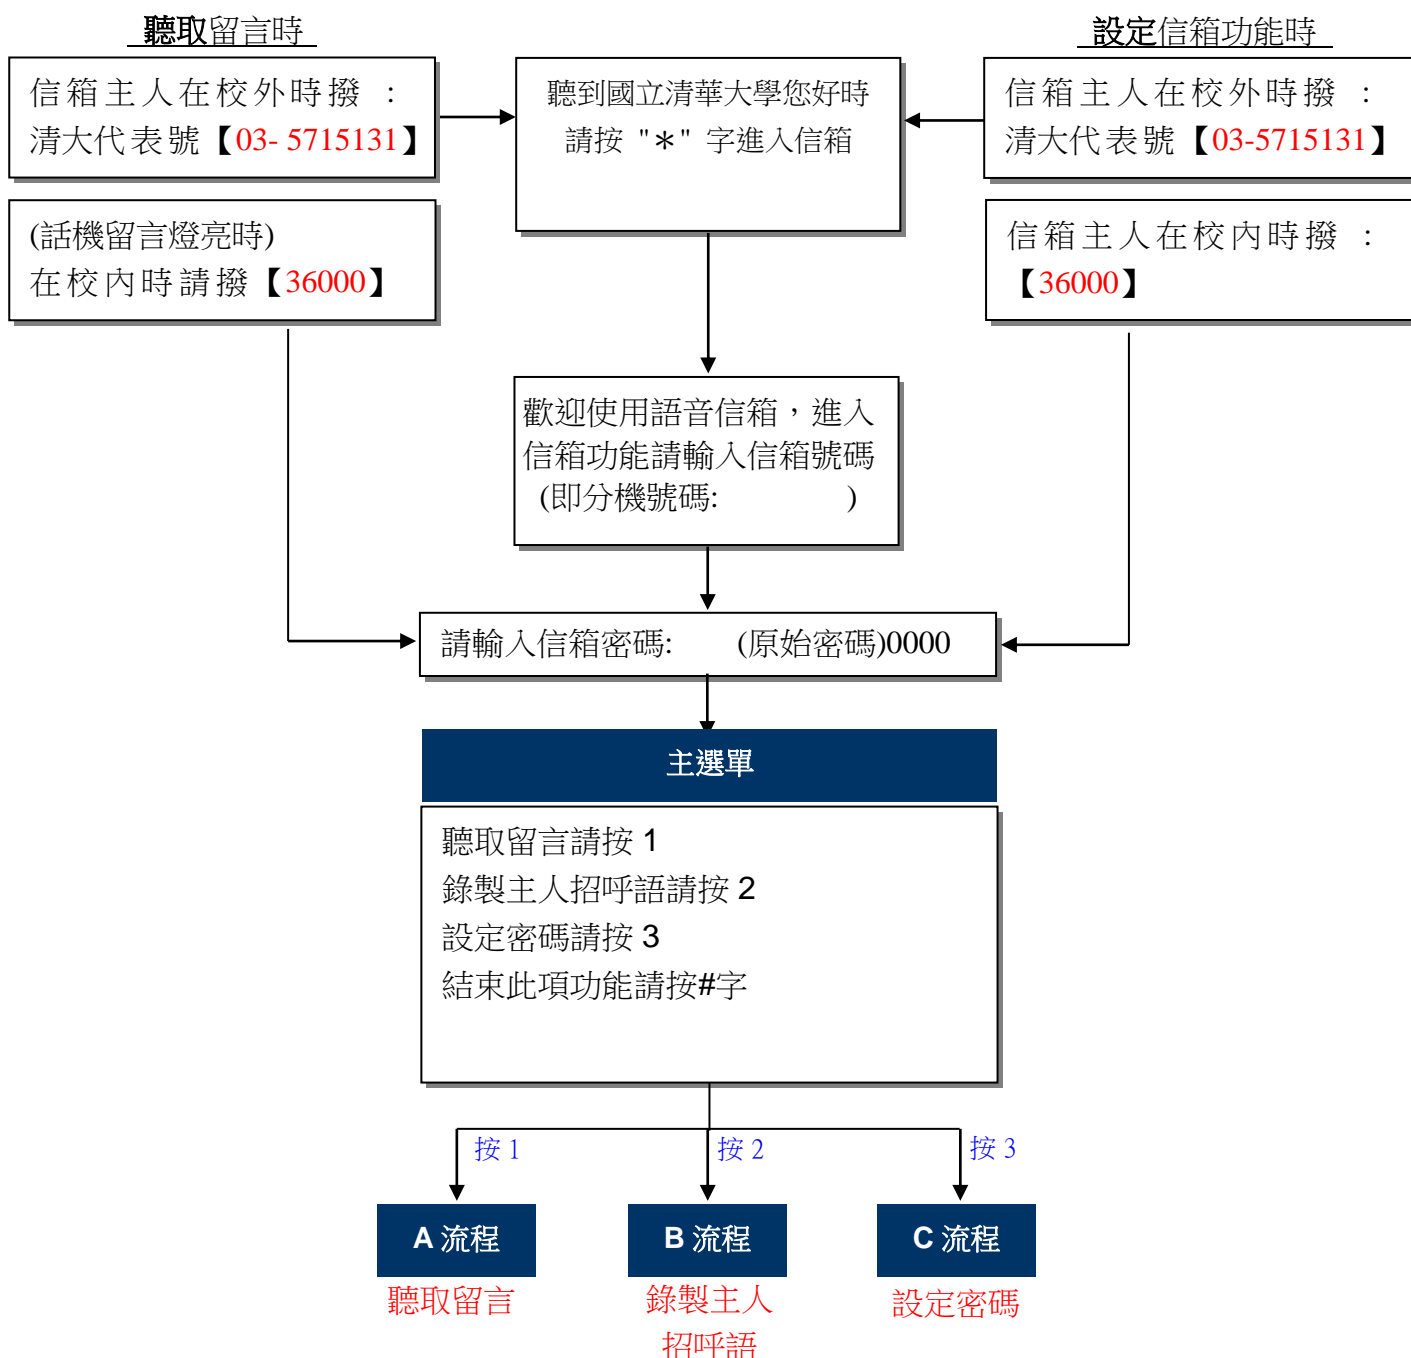 聽取留言時
設定信箱功能時
信箱主人在校外時撥 :
清大代表號【03- 5715131】
聽到國立清華大學您好時
請按 "＊" 字進入信箱
信箱主人在校外時撥 :
清大代表號【03-5715131】
(話機留言燈亮時)
在校內時請撥【36000】
信箱主人在校內時撥 :
【36000】
歡迎使用語音信箱，進入
信箱功能請輸入信箱號碼
(即分機號碼: )
請輸入信箱密碼: (原始密碼)0000
主選單
聽取留言請按 1
錄製主人招呼語請按 2
設定密碼請按 3
結束此項功能請按#字
按 1
按 2
按 3
A 流程
B 流程
C 流程
聽取留言
錄製主人
招呼語
設定密碼